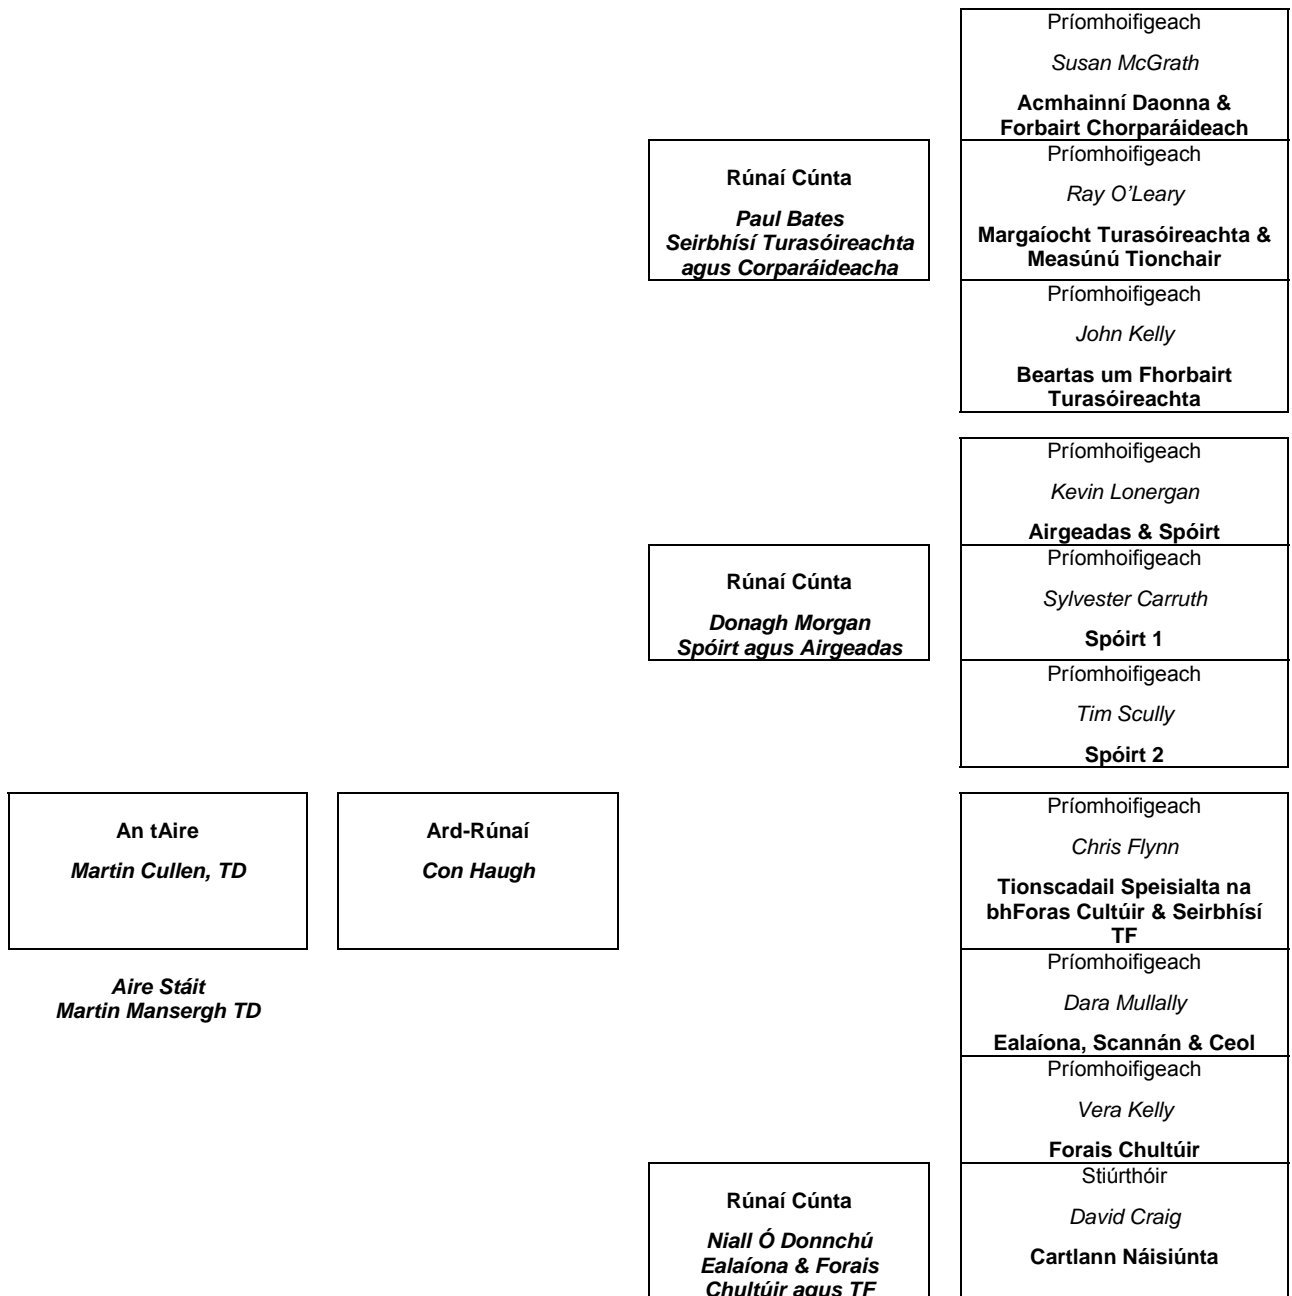 Príomhoifigeach
Susan McGrath
Acmhainní Daonna &
Forbairt Chorparáideach
Rúnaí Cúnta
Paul Bates
Seirbhísí Turasóireachta
agus Corparáideacha
Príomhoifigeach
Ray O’Leary
Margaíocht Turasóireachta &
Measúnú Tionchair
Príomhoifigeach
John Kelly
Beartas um Fhorbairt
Turasóireachta
Príomhoifigeach
Kevin Lonergan
Airgeadas & Spóirt
Rúnaí Cúnta
Donagh Morgan
Spóirt agus Airgeadas
Príomhoifigeach
Sylvester Carruth
Spóirt 1
Príomhoifigeach
Tim Scully
Spóirt 2
An tAire
Martin Cullen, TD
Aire Stáit
Martin Mansergh TD
Ard-Rúnaí
Con Haugh
Príomhoifigeach
Chris Flynn
Tionscadail Speisialta na
bhForas Cultúir & Seirbhísí
TF
Príomhoifigeach
Dara Mullally
Ealaíona, Scannán & Ceol
Príomhoifigeach
Vera Kelly
Forais Chultúir
Rúnaí Cúnta
Niall Ó Donnchú
Ealaíona & Forais
Chultúir agus TF
Stiúrthóir
David Craig
Cartlann Náisiúnta